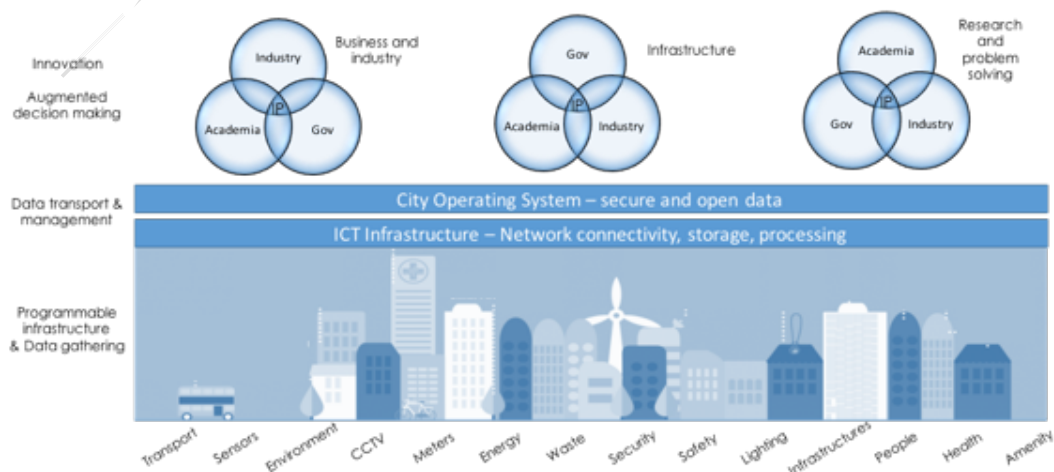 Innovation
Augmented
decision making
Industry
Academia
Gov
IP
Business and
industry
Gov
Academia
Industry
IP
Infrastructure
Academia
Gov
Industry
IP
Research
and
problem
solving
Data transport &
management
City Operating System – secure and open data
ICT Infrastructure – Network connectivity, storage, processing
Programmable
infrastructure
& Data gathering
Transport
Sensors
Environment
CCTV
Meters
Energy
Waste
Security
Safety
Lighting
Infrastructures
People
Health
Amenity